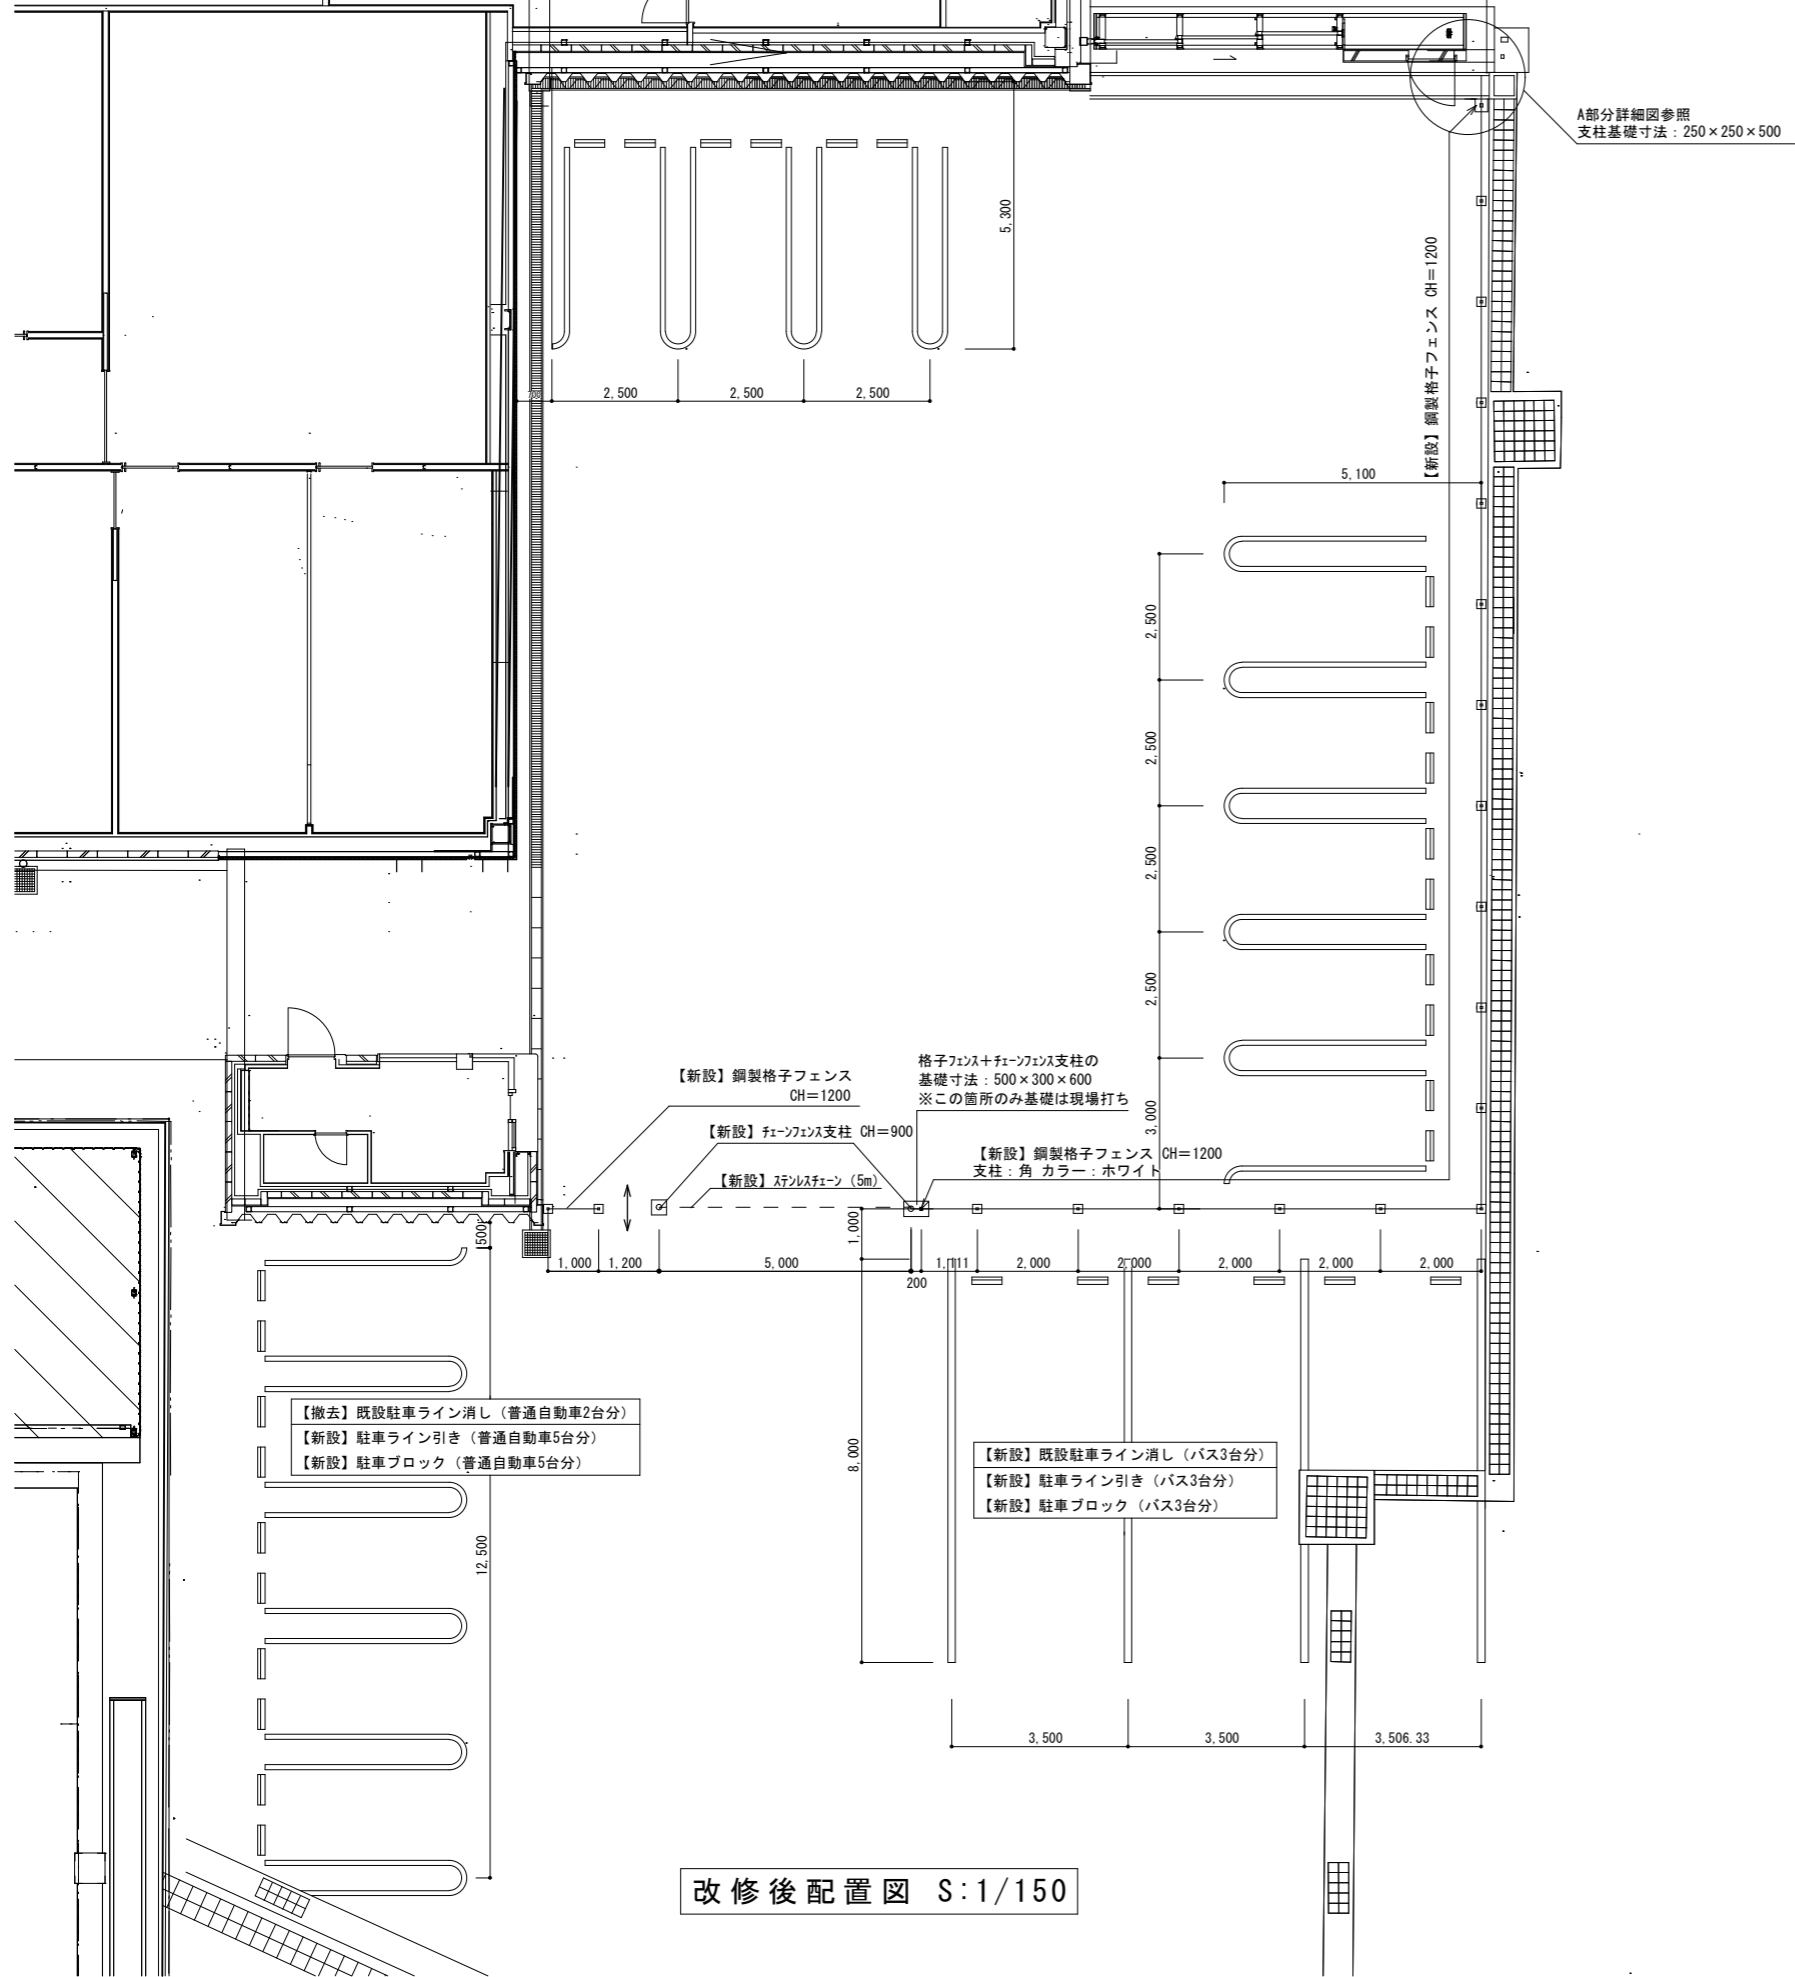 A部分詳細図参照
支柱基礎寸法：250×250×500
5,300
【新設】鋼製格子フェンス CH＝1200
700
2,500
2,500
2,500
5,100
2,500
2,500
2,500
2,500
3,000
【新設】鋼製格子フェンス
CH＝1200
格子ﾌｪﾝｽ＋ﾁｪｰﾝﾌｪﾝｽ支柱の
基礎寸法：500×300×600
※この箇所のみ基礎は現場打ち
【新設】ﾁｪｰﾝﾌｪﾝｽ支柱 CH＝900
【新設】鋼製格子フェンス CH＝1200
支柱：角 カラー：ホワイト
【新設】ｽﾃﾝﾚｽﾁｪｰﾝ（5m）
500
1,000
1,000
1,200
5,000
200
1,111
2,000
2,000
2,000
2,000
2,000
【撤去】既設駐車ライン消し（普通自動車2台分）
【新設】駐車ライン引き（普通自動車5台分）
【新設】駐車ブロック（普通自動車5台分）
8,000
【新設】既設駐車ライン消し（バス3台分）
【新設】駐車ライン引き（バス3台分）
【新設】駐車ブロック（バス3台分）
12,500
3,500
3,500
3,506.33
改修後配置図 S:1/150